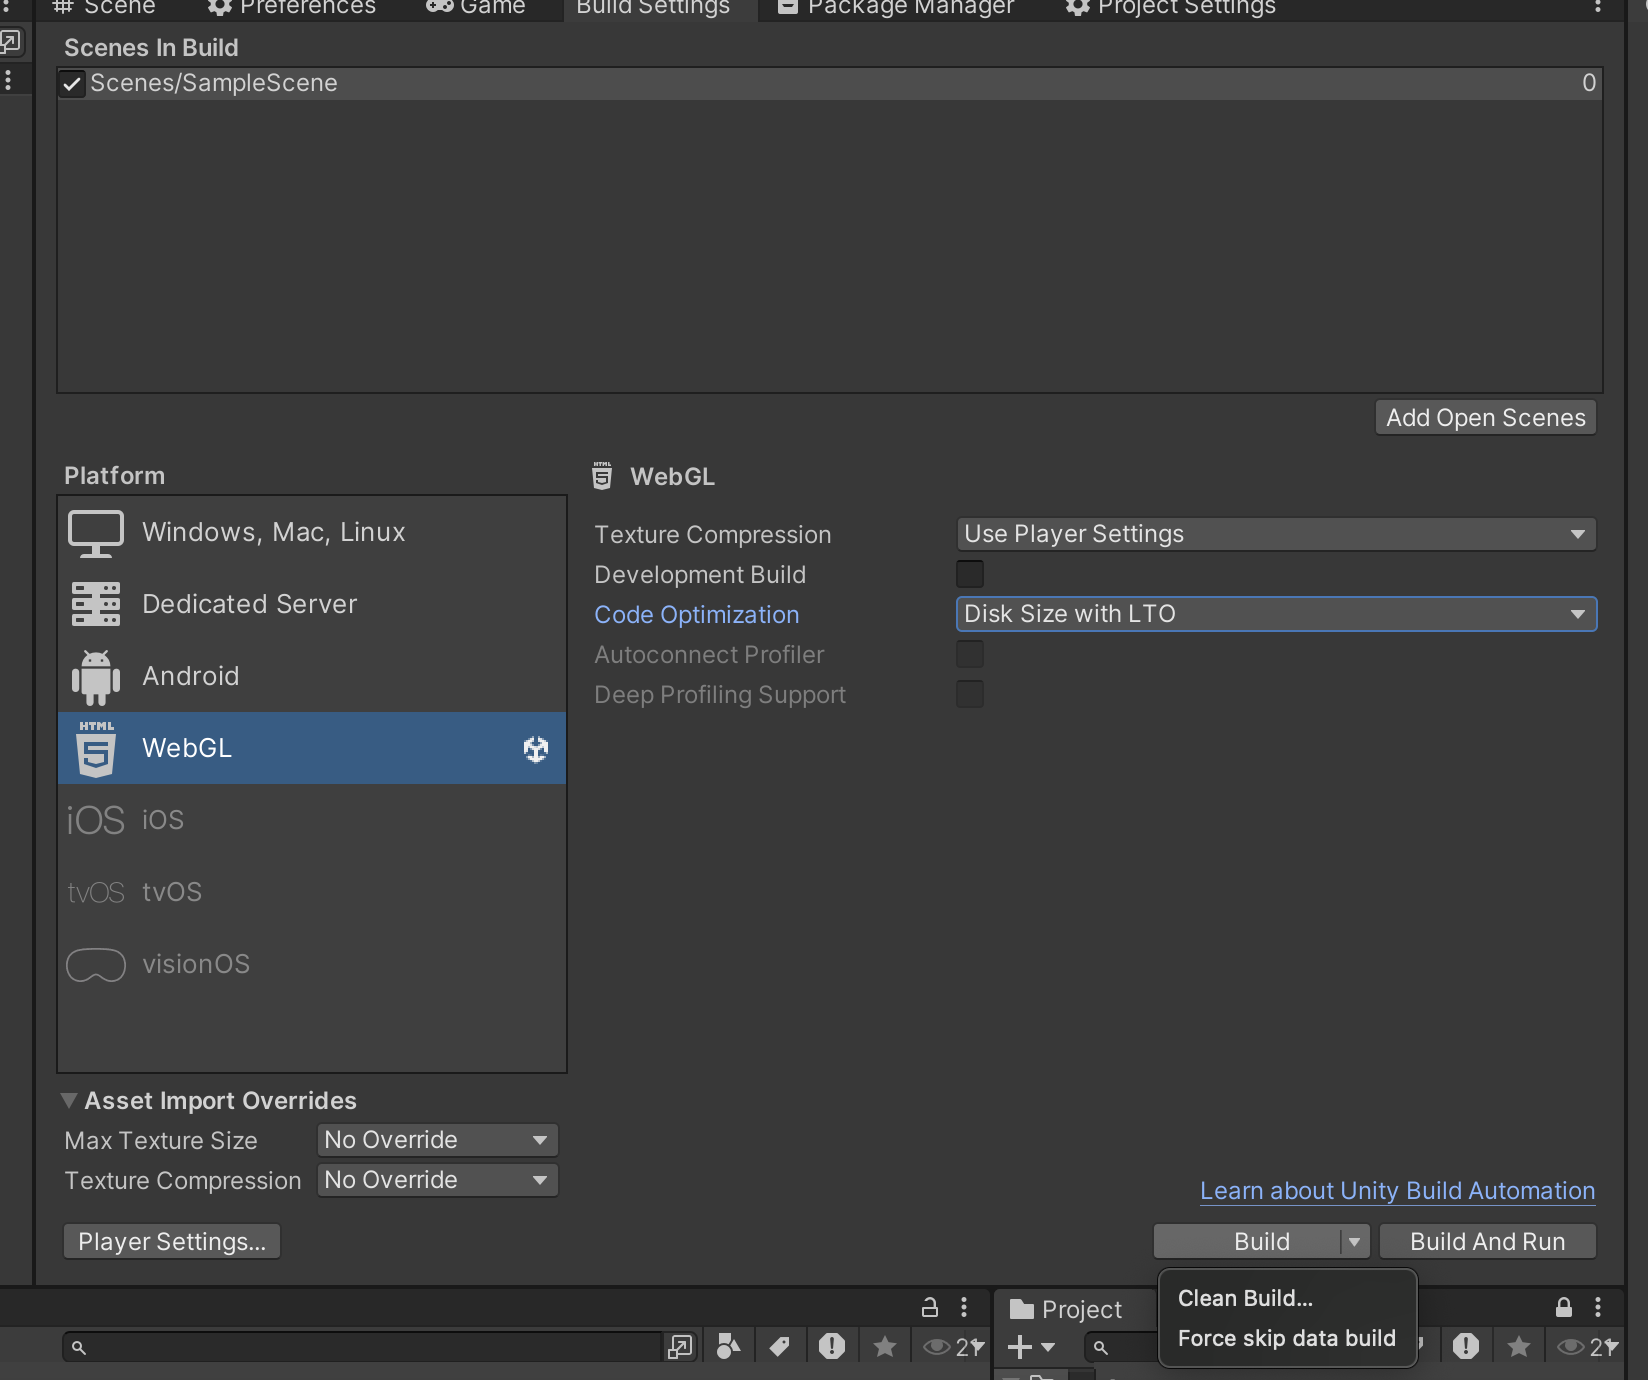 Scene
Preferences
Game
Build Settings
Package Manager
Project Settings
Scenes In Build
Scenes/SampleScene 0
Add Open Scenes
Platform
Windows, Mac, Linux
Dedicated Server
Android
HTML
WebGL
iOS iOS
tvOS tvOS
visionOS
HTML
WebGL
Texture Compression Use Player Settings
Development Build
Code Optimization Disk Size with LTO
Autoconnect Profiler
Deep Profiling Support
Asset Import Overrides
Max Texture Size No Override
Texture Compression No Override
Learn about Unity Build Automation
Player Settings...
Build
Build And Run
Clean Build...
Force skip data build
Project
21
21